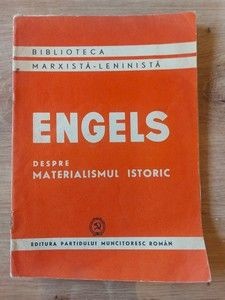 BIBLIOTECA
MARXISTĂ-LENINISTĂ
ENGELS
DESPRE
MATERIALISMUL ISTORIC
EDITURA PARTIDULUI MUNCITORESC ROMÂN